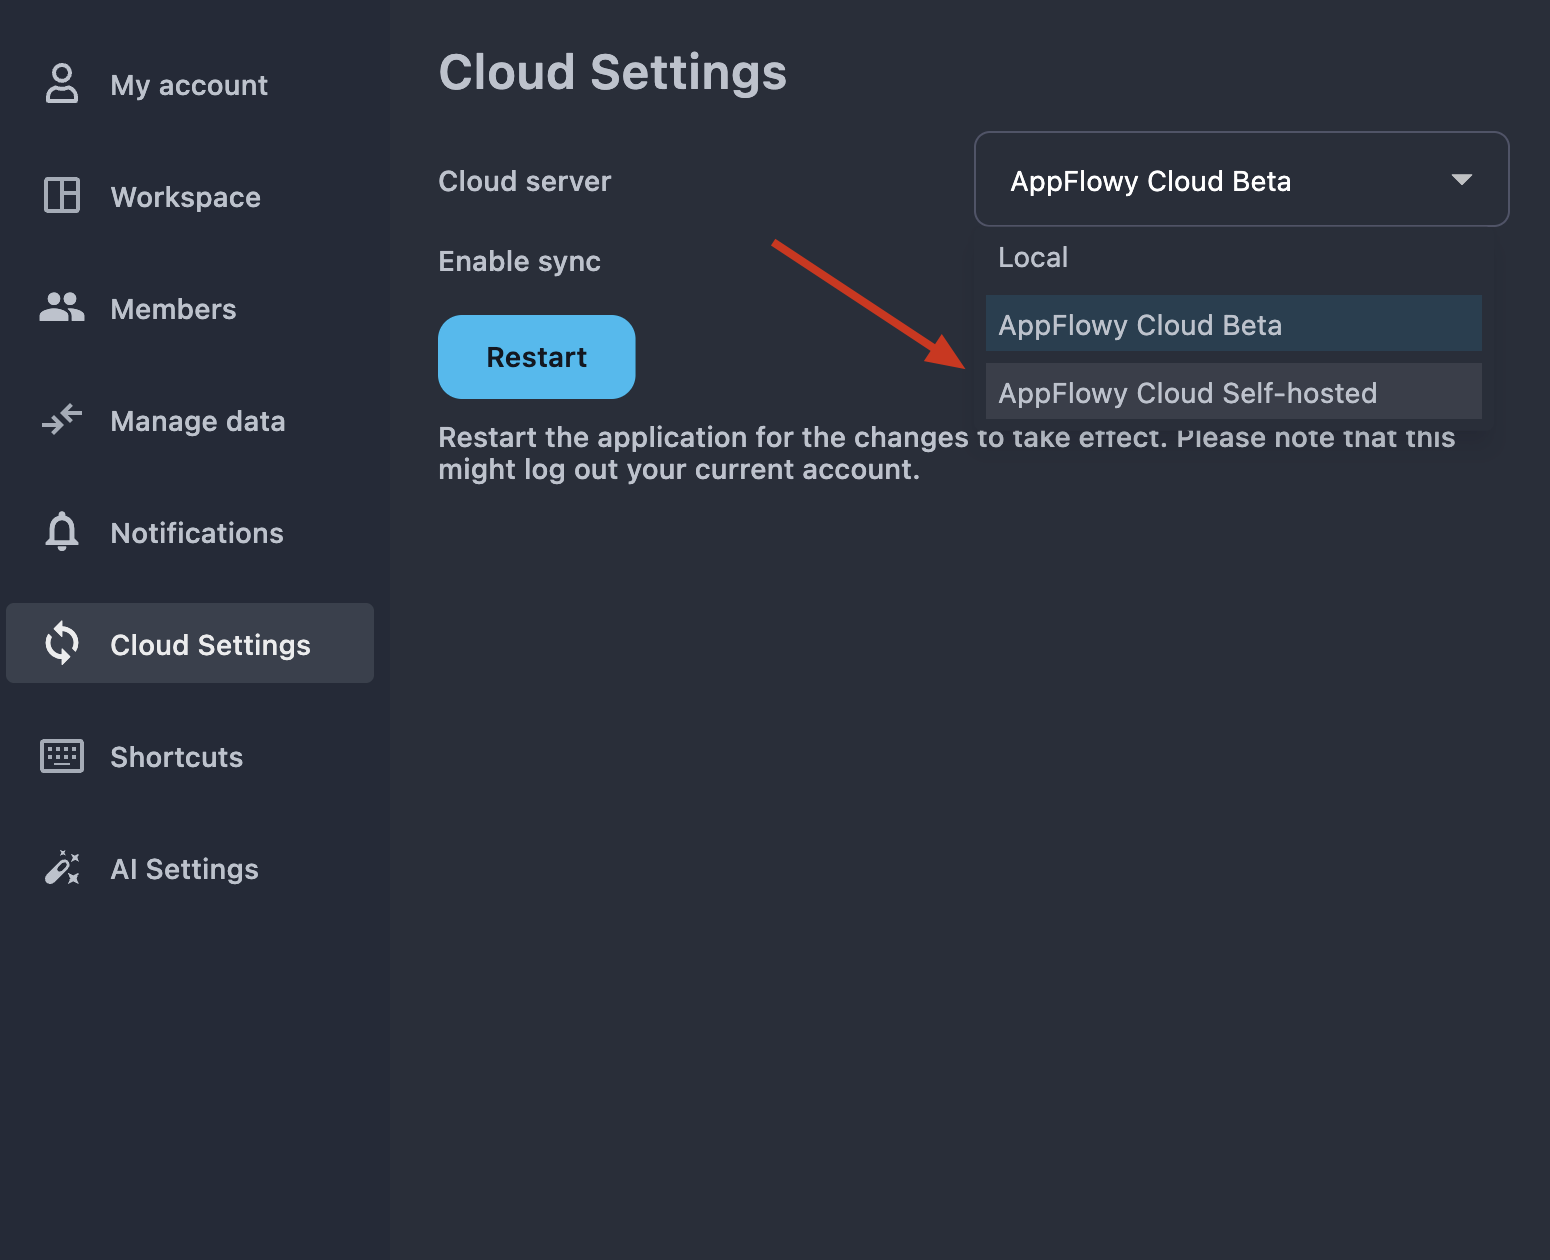 My account
Workspace
Members
Manage data
Notifications
Cloud Settings
Shortcuts
AI Settings
Cloud Settings
Cloud server
AppFlowy Cloud Beta
Local
AppFlowy Cloud Beta
AppFlowy Cloud Self-hosted
Enable sync
Restart
Restart the application for the changes to take effect. Please note that this
might log out your current account.